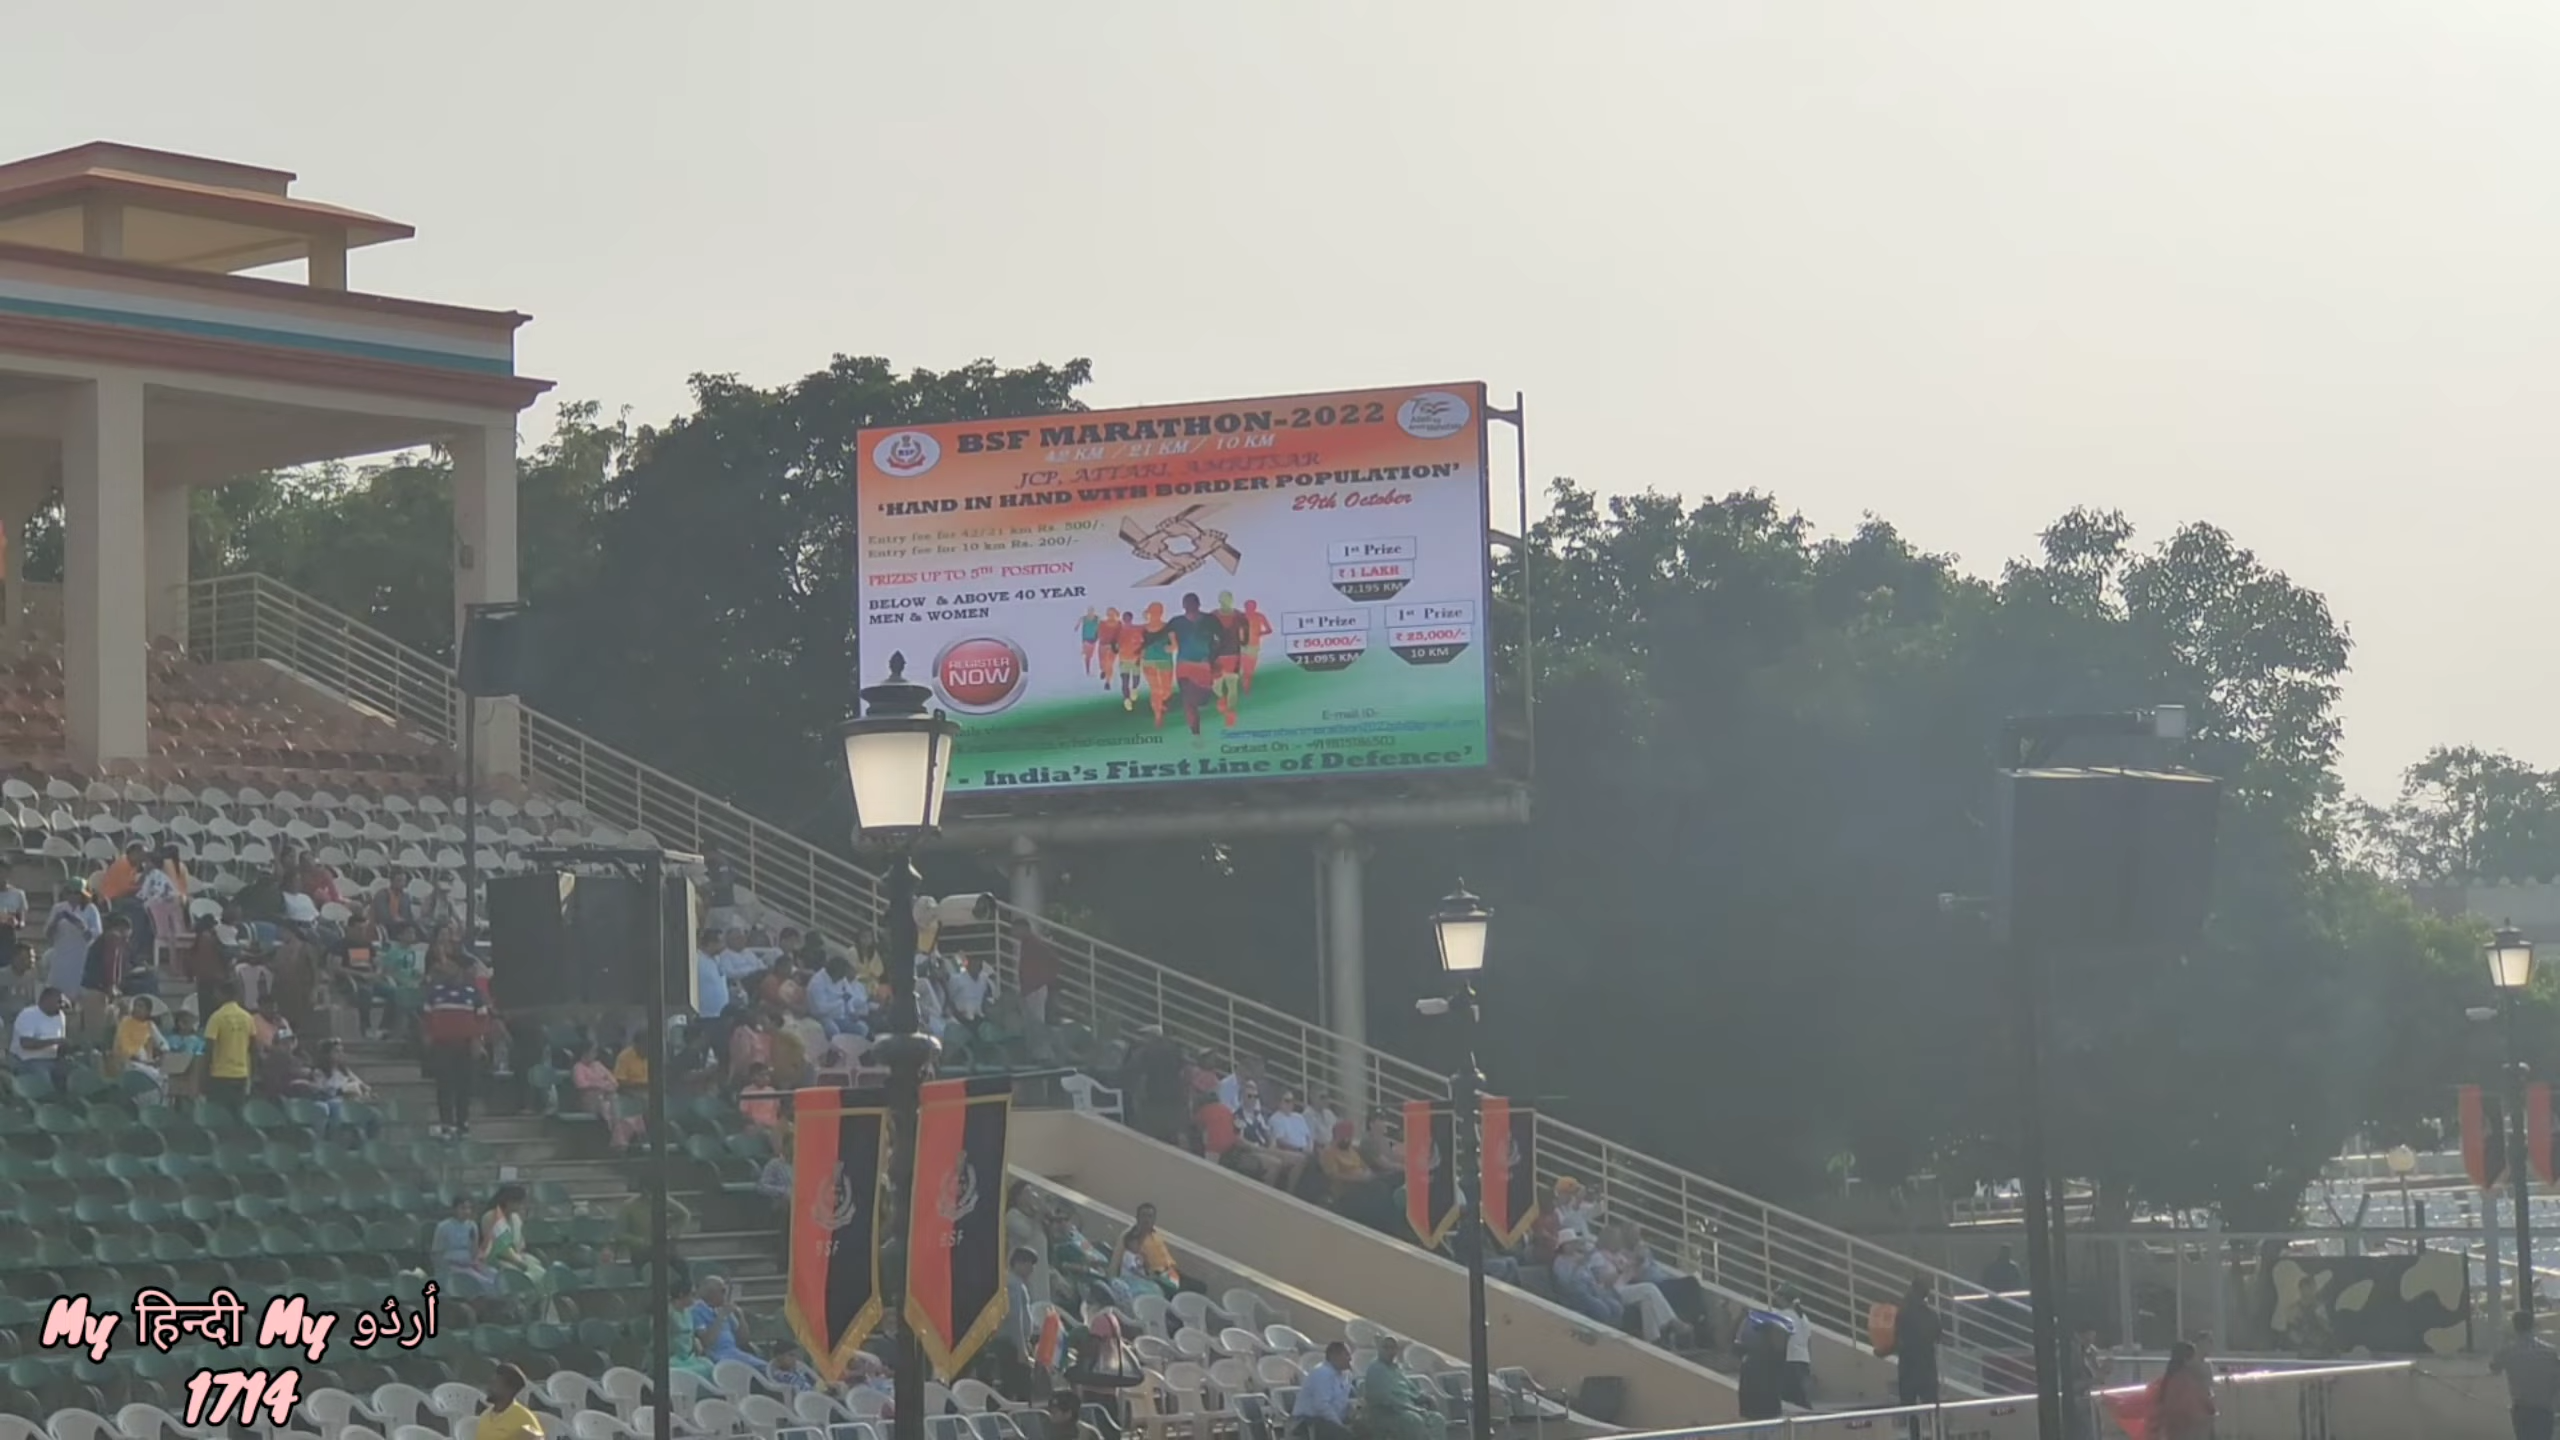 BSF MARATHON-2022
42 KM / 21 KM / 10 KM
JCP, ATTARI, AMRITSAR
'HAND IN HAND WITH BORDER POPULATION'
29th October
Entry fee for 42/21 km Rs. 500/-
Entry fee for 10 km Rs. 200/-
PRIZES UP TO 5TH POSITION
BELOW & ABOVE 40 YEAR
MEN & WOMEN
REGISTER
NOW
1st Prize
₹ 1 LAKH
42.195 KM
1st Prize
₹ 50,000/-
21.095 KM
1st Prize
₹ 25,000/-
10 KM
E-mail ID-
Contact On :-
marathon
- India's First Line of Defence'
BSF
BSF
BSF
My हिन्दी My اُردُو
1714